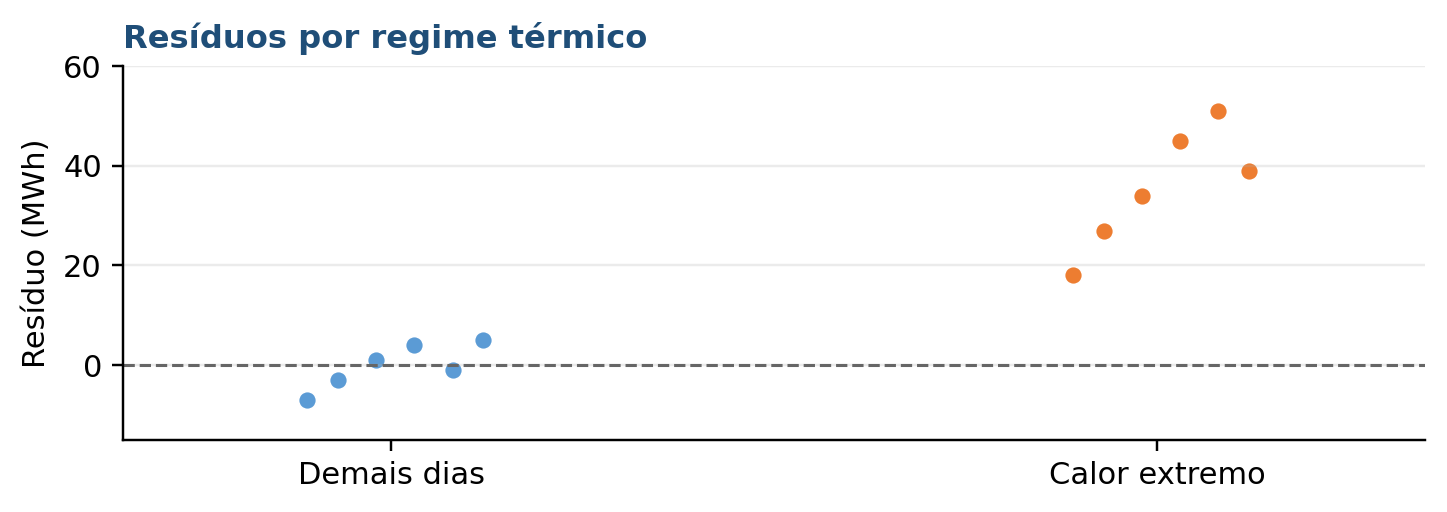 Resíduos por regime térmico
Resíduo (MWh)
60
40
20
0
Demais dias
Calor extremo